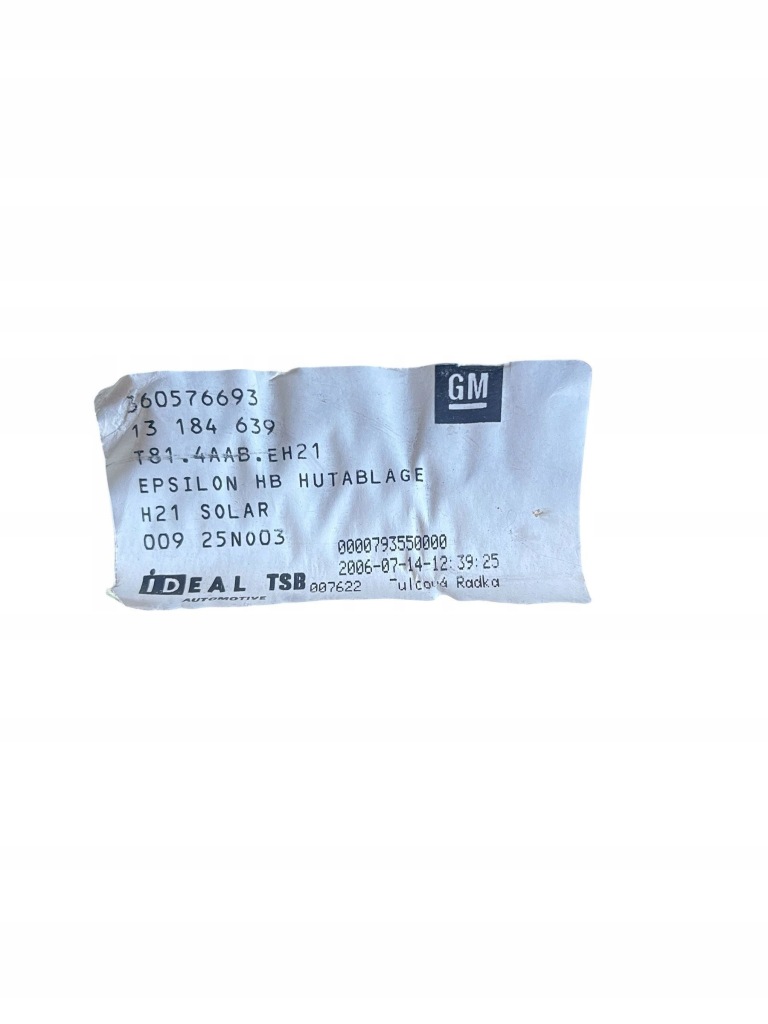 360576693
GM
13 184 639
T81.4AAB.EH21
EPSILON HB HUTABLAGE
H21 SOLAR
009 25N003
0000793550000
2006-07-14-12:39:25
iDEAL TSB 007622 Radka
AUTOMOTIVE